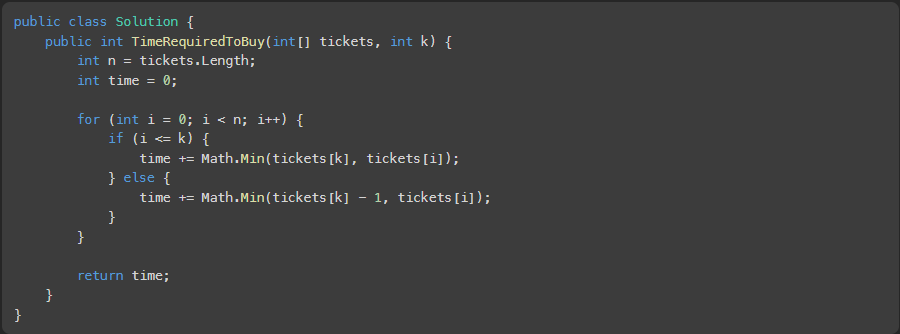 public class Solution {
    public int TimeRequiredToBuy(int[] tickets, int k) {
        int n = tickets.Length;
        int time = 0;

        for (int i = 0; i < n; i++) {
            if (i <= k) {
                time += Math.Min(tickets[k], tickets[i]);
            } else {
                time += Math.Min(tickets[k] - 1, tickets[i]);
            }
        }

        return time;
    }
}